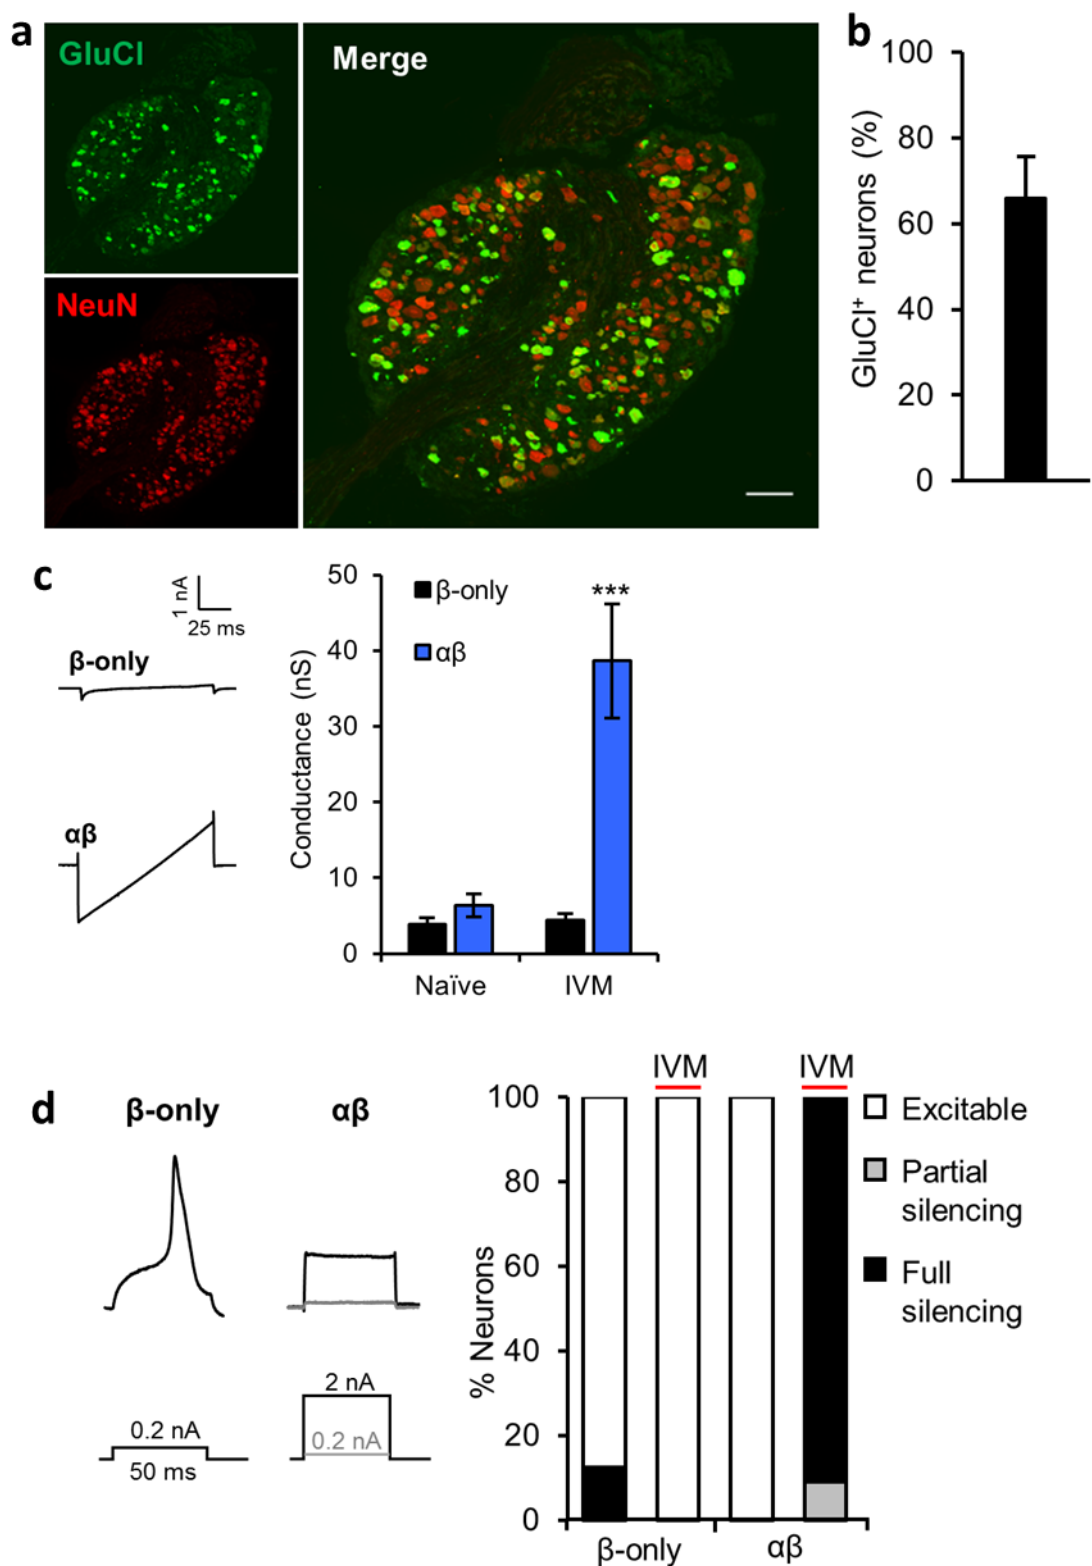 a
GluCl
NeuN
Merge
b
GluCl⁺ neurons (%)
100
80
60
40
20
0
c
1 nA
25 ms
β-only
αβ
Conductance (nS)
50
40
30
20
10
0
β-only
αβ
***
Naïve
IVM
d
β-only
αβ
0.2 nA
50 ms
2 nA
0.2 nA
% Neurons
100
80
60
40
20
0
IVM
IVM
β-only
αβ
Excitable
Partial
silencing
Full
silencing